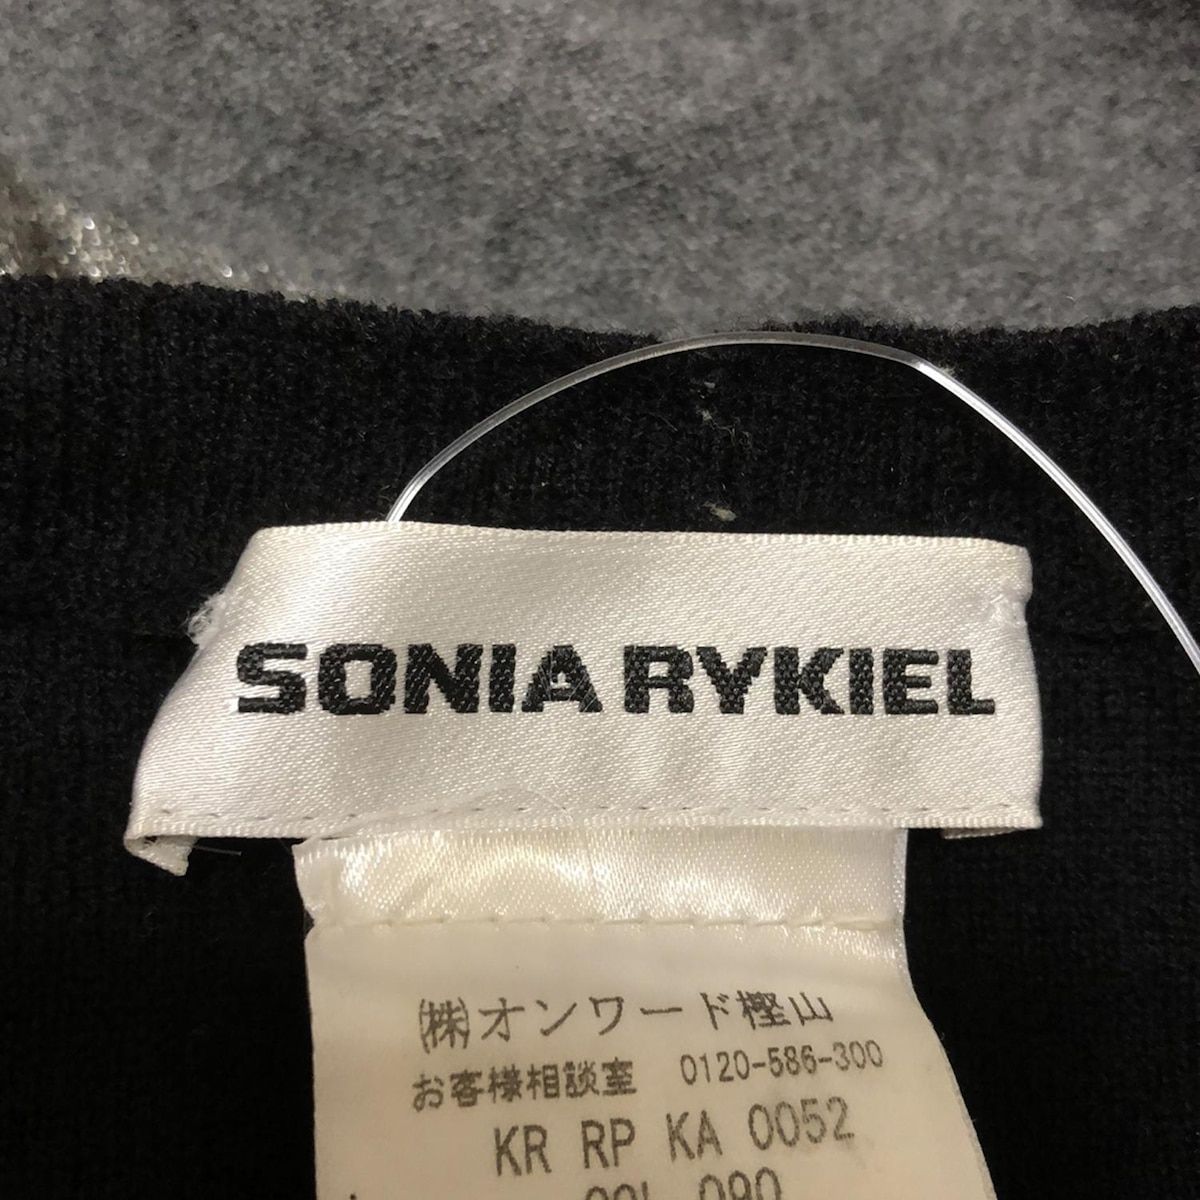 SONIA RYKIEL
(株)オンワード樫山
お客様相談室 0120-586-300
KR RP KA 0052
090